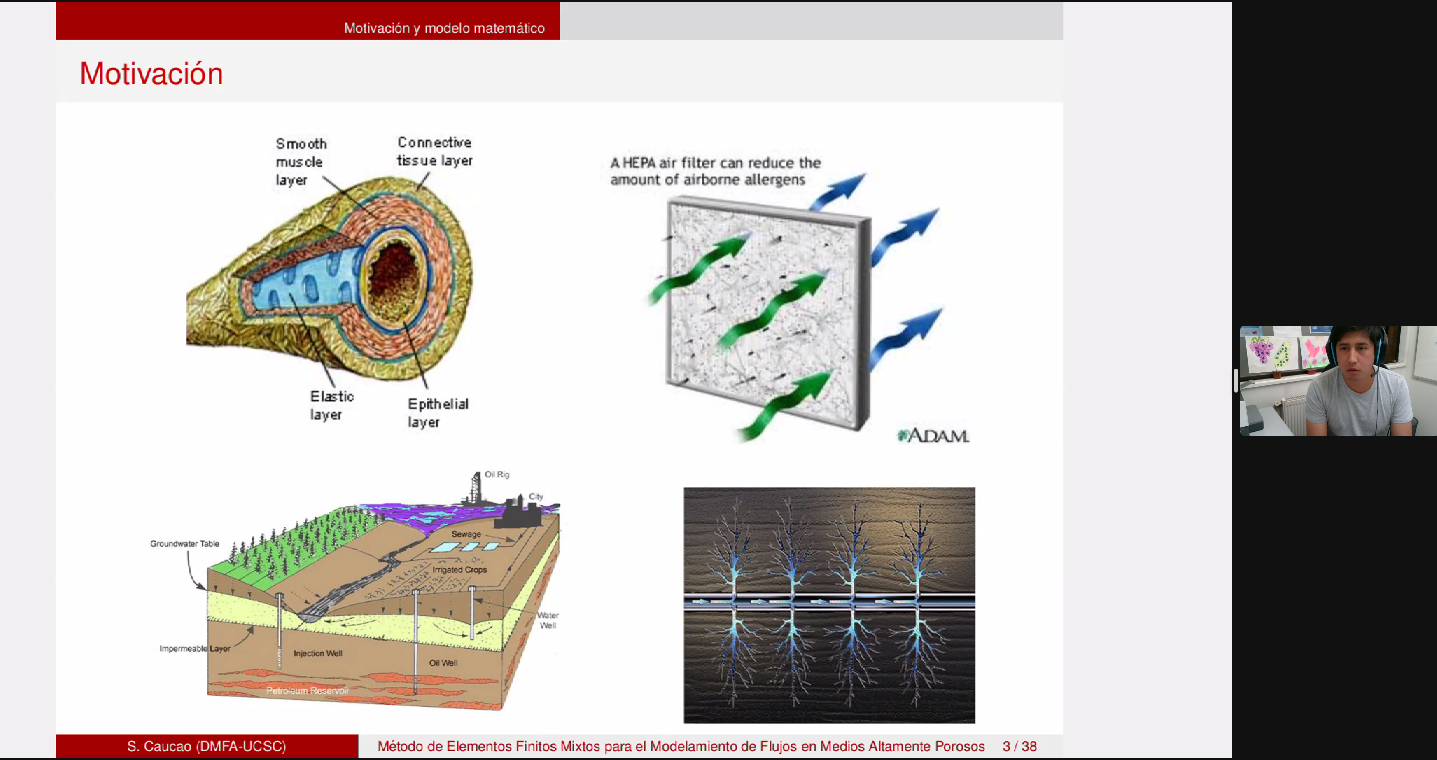 Motivación y modelo matemático
Motivación
Smooth
muscle
layer
Connective
tissue layer
Elastic
layer
Epithelial
layer
A HEPA air filter can reduce the
amount of airborne allergens
ADAM.
Oil Rig
City
Groundwater Table
Sewage
Irrigated Crops
Water
Well
Impermeable Layer
Injection Well
Oil Well
Petroleum Reservoir
S. Caucao (DMFA-UCSC)
Método de Elementos Finitos Mixtos para el Modelamiento de Flujos en Medios Altamente Porosos
3 / 38